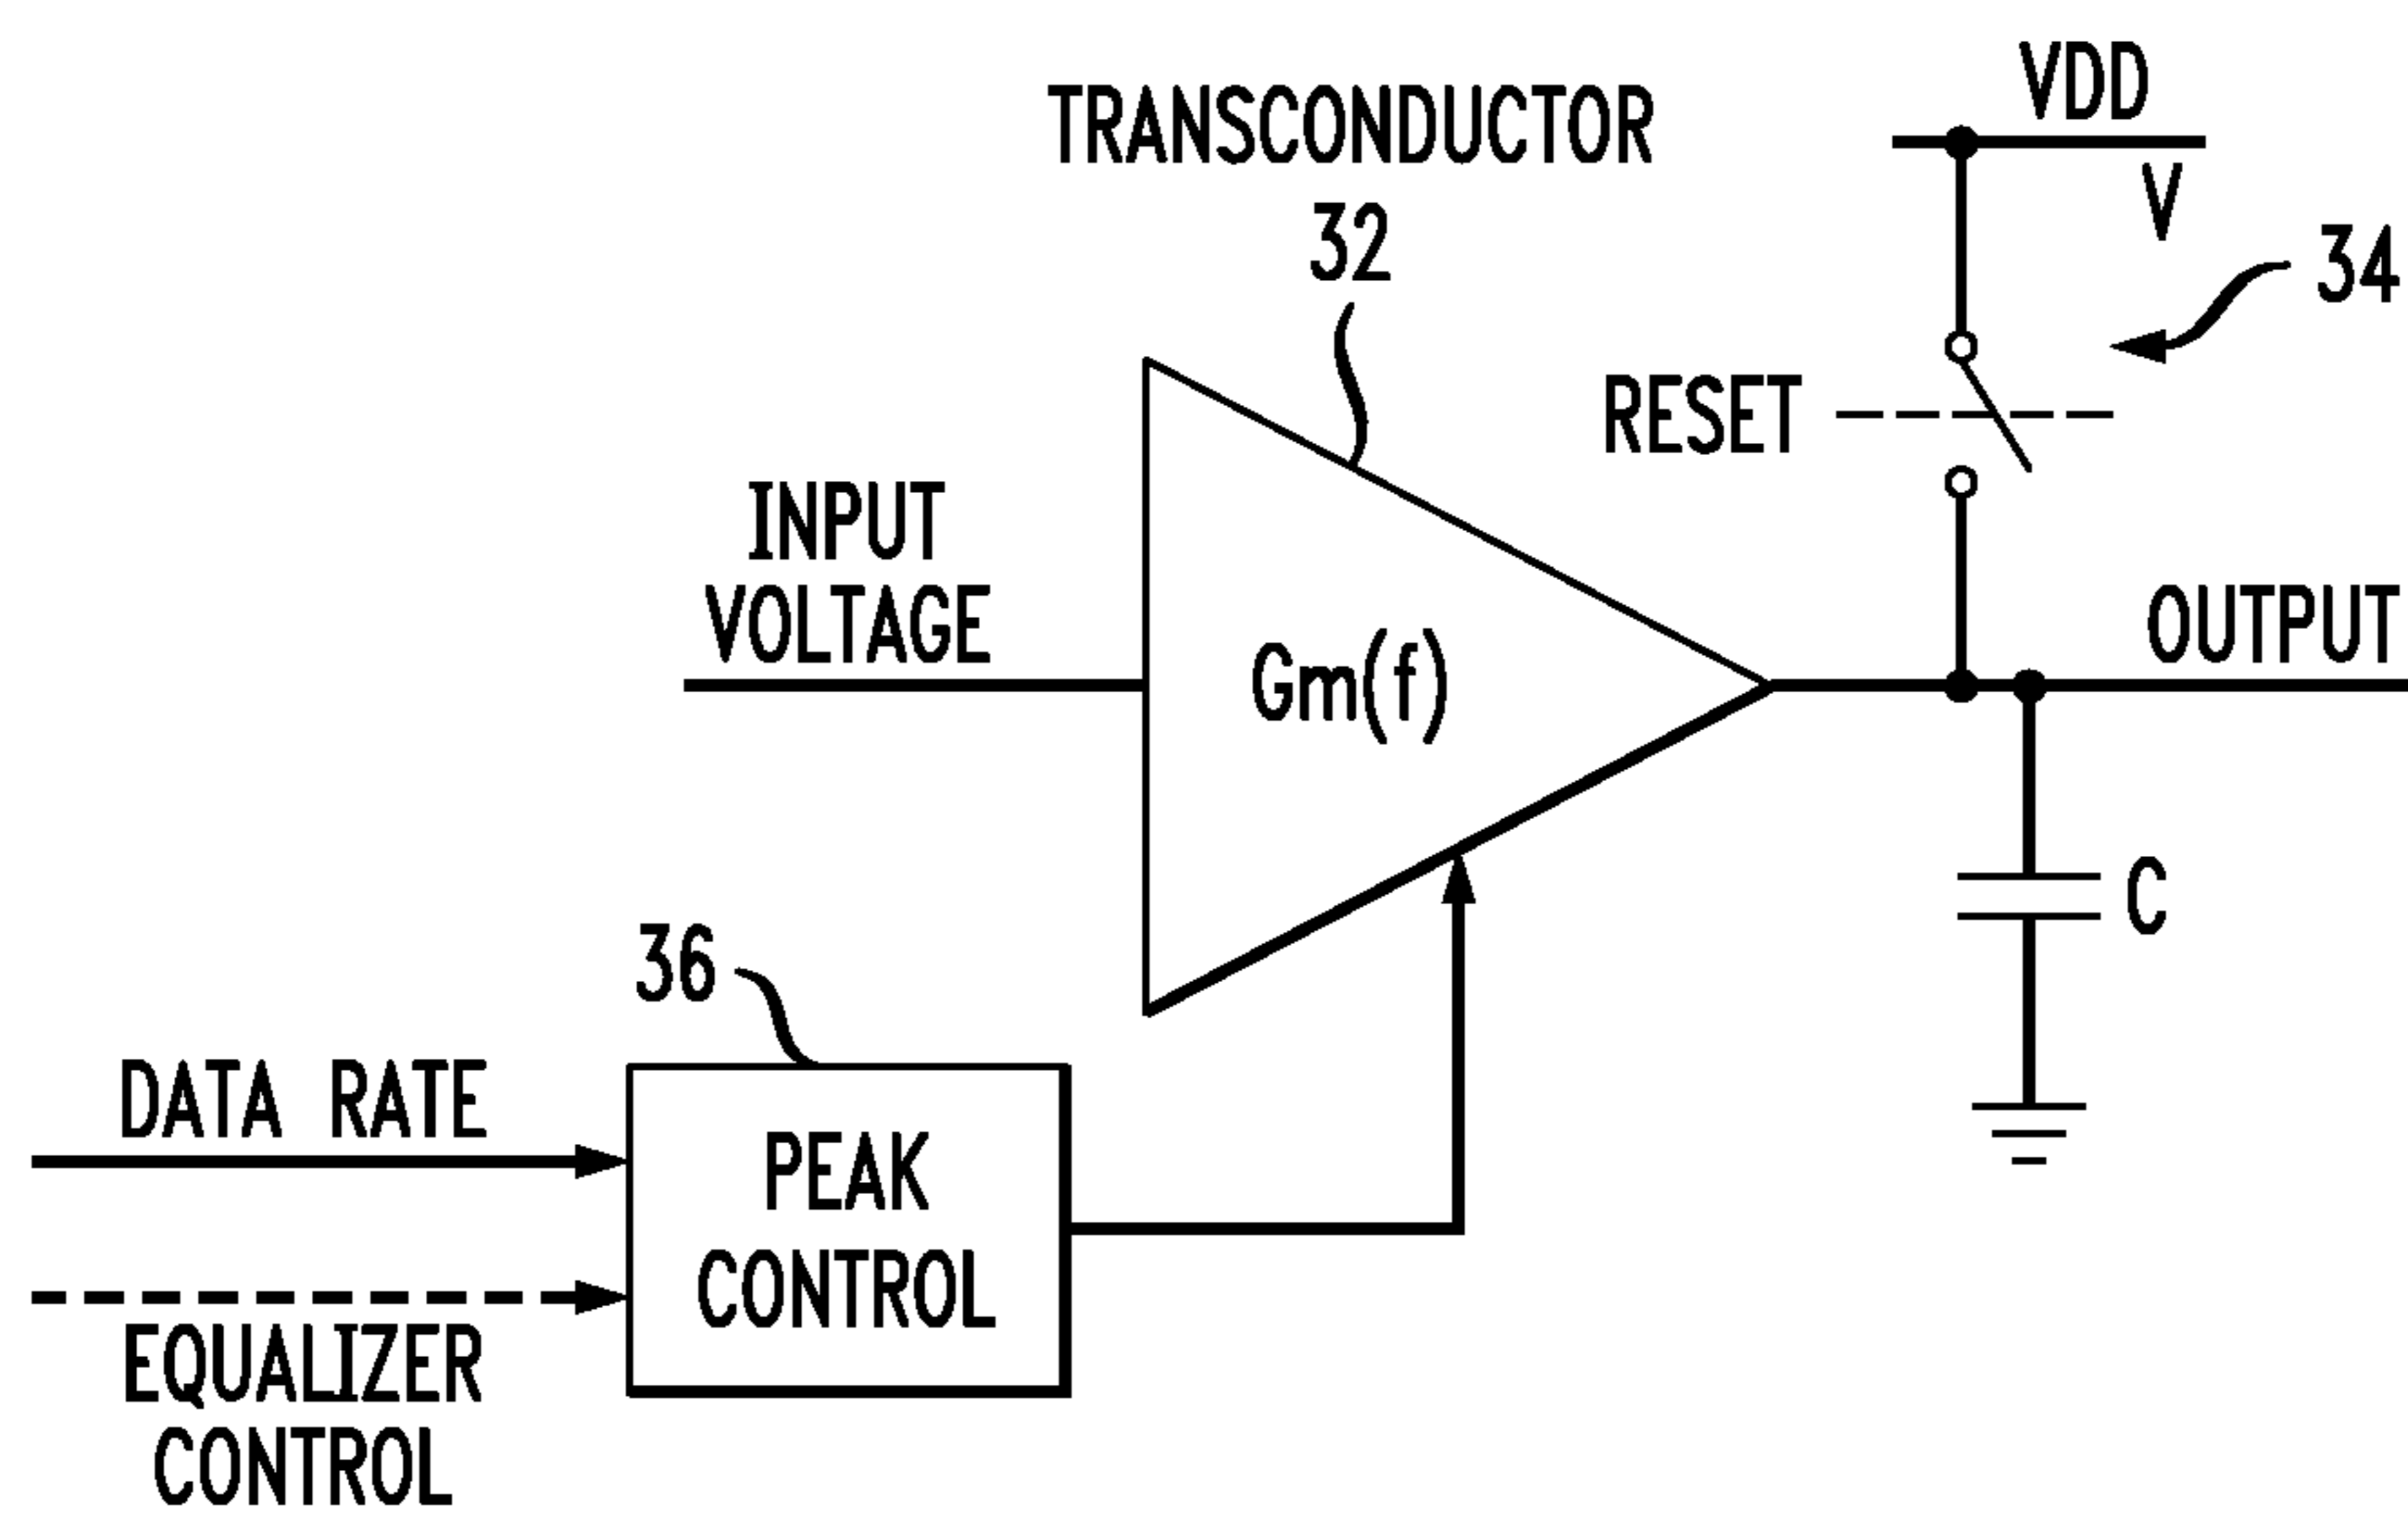 TRANSCONDUCTOR
32
VDD
V
34
RESET
INPUT
VOLTAGE
Gm(f)
OUTPUT
C
36
DATA RATE
PEAK
CONTROL
EQUALIZER
CONTROL